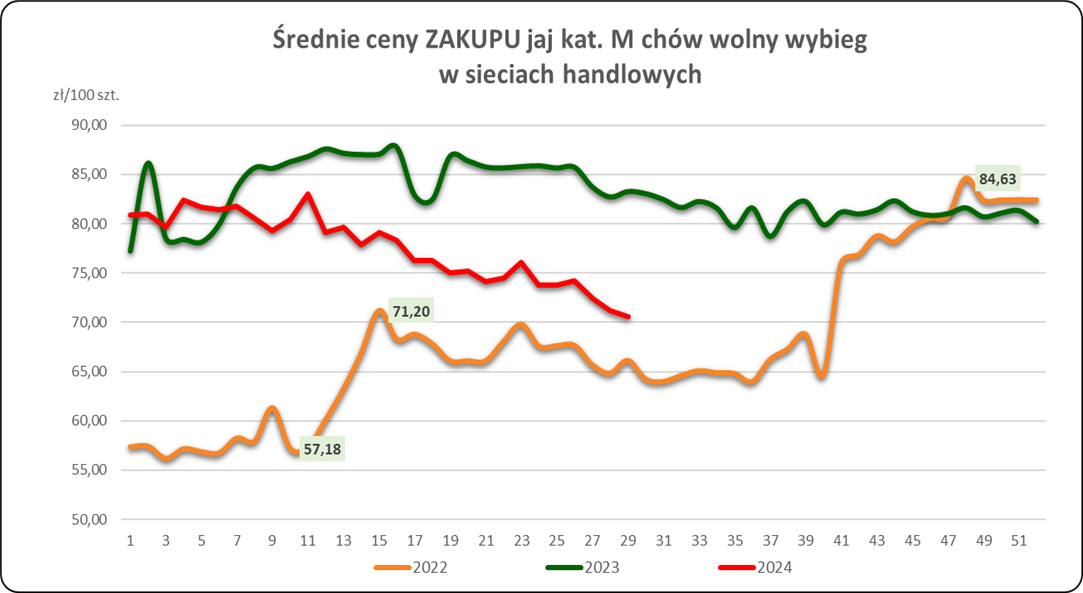 Średnie ceny ZAKUPU jaj kat. M chów wolny wybieg
w sieciach handlowych
zł/100 szt.
90,00
85,00
80,00
75,00
70,00
65,00
60,00
55,00
50,00
84,63
71,20
57,18
1 3 5 7 9 11 13 15 17 19 21 23 25 27 29 31 33 35 37 39 41 43 45 47 49 51
2022 2023 2024